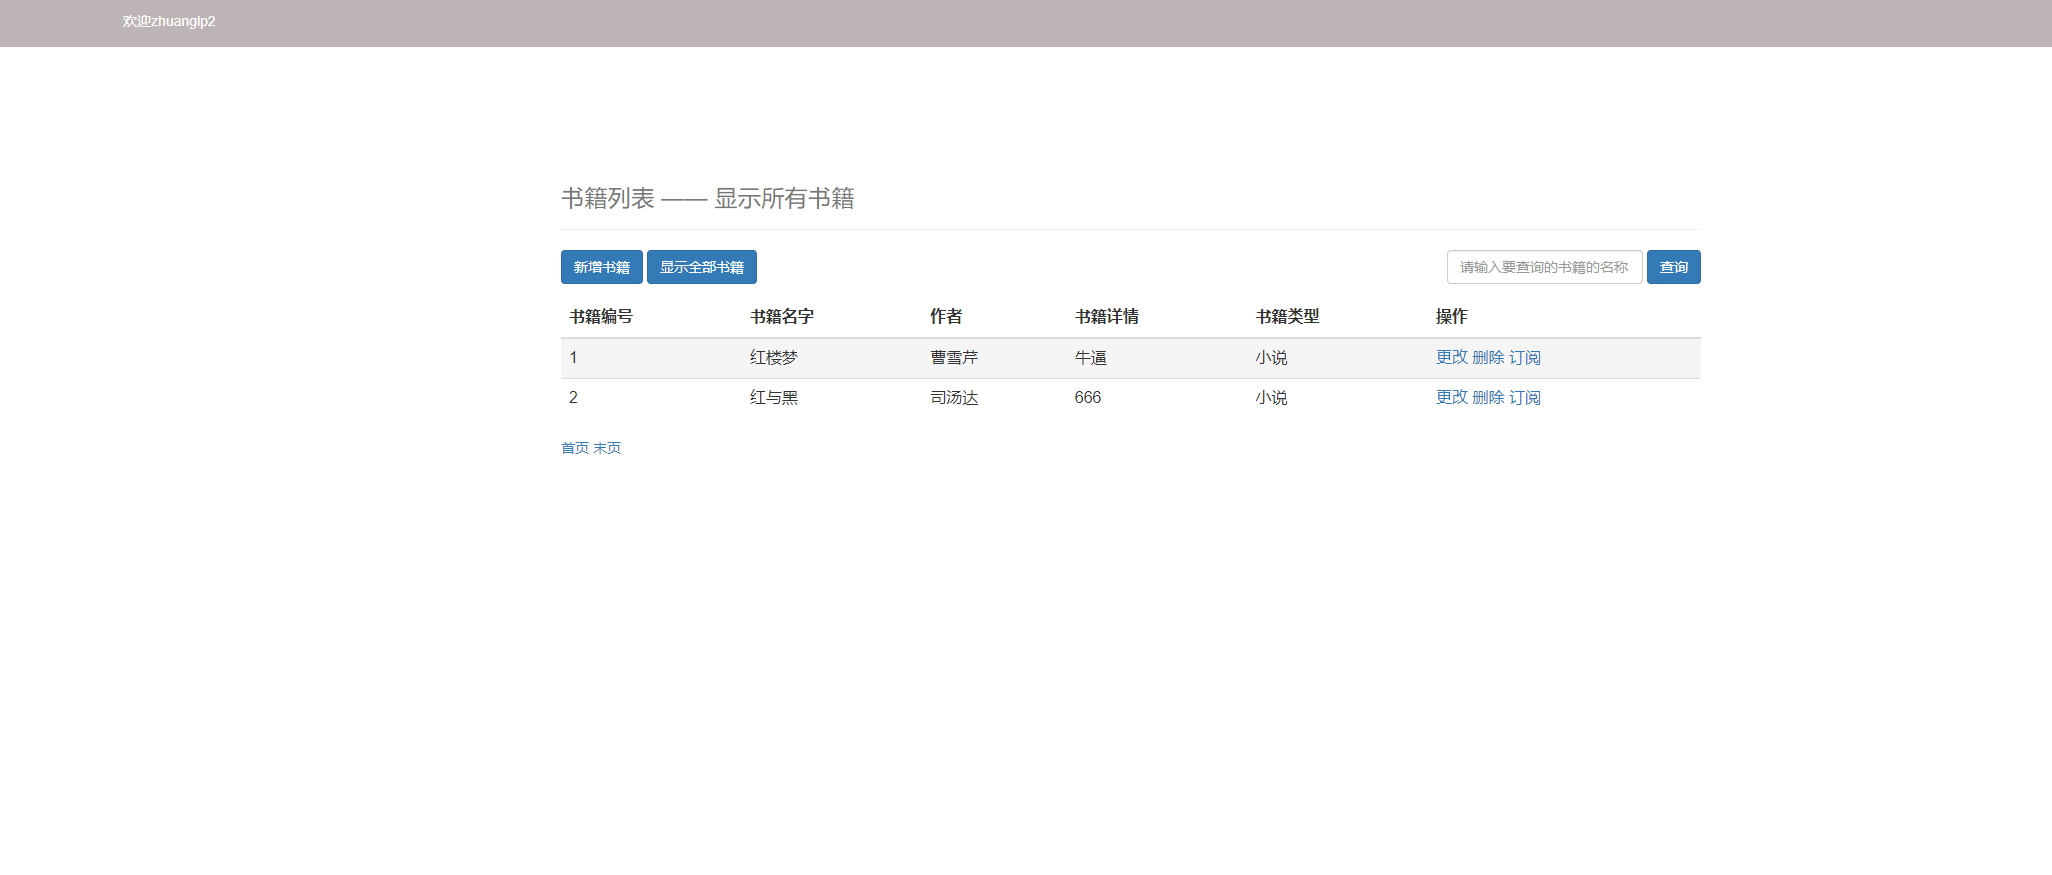 欢迎zhuanglp2
书籍列表 —— 显示所有书籍
新增书籍 显示全部书籍 请输入要查询的书籍的名称 查询
书籍编号 书籍名字 作者 书籍详情 书籍类型 操作
1 红楼梦 曹雪芹 牛逼 小说 更改 删除 订阅
2 红与黑 司汤达 666 小说 更改 删除 订阅
首页 末页